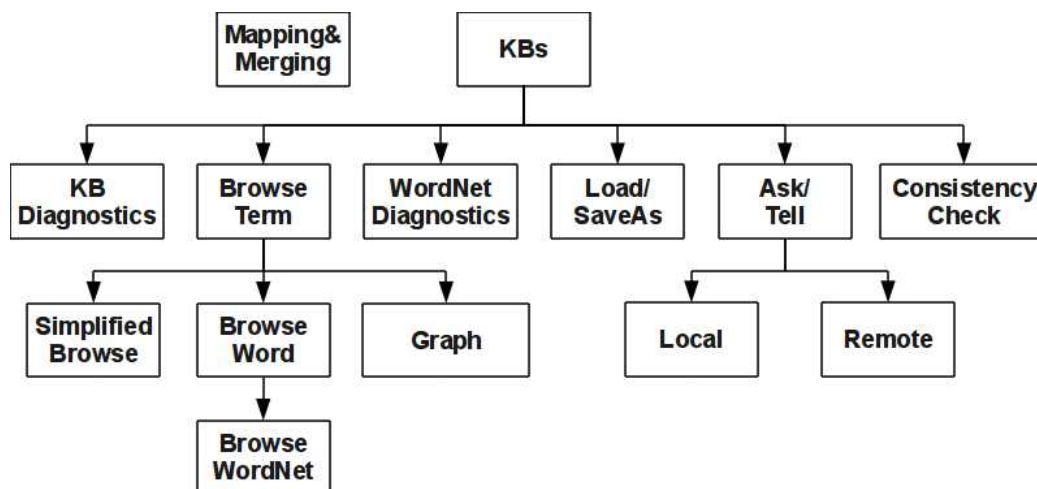 Mapping&
Merging
KBs
KB
Diagnostics
Browse
Term
WordNet
Diagnostics
Load/
SaveAs
Ask/
Tell
Consistency
Check
Simplified
Browse
Browse
Word
Graph
Local
Remote
Browse
WordNet